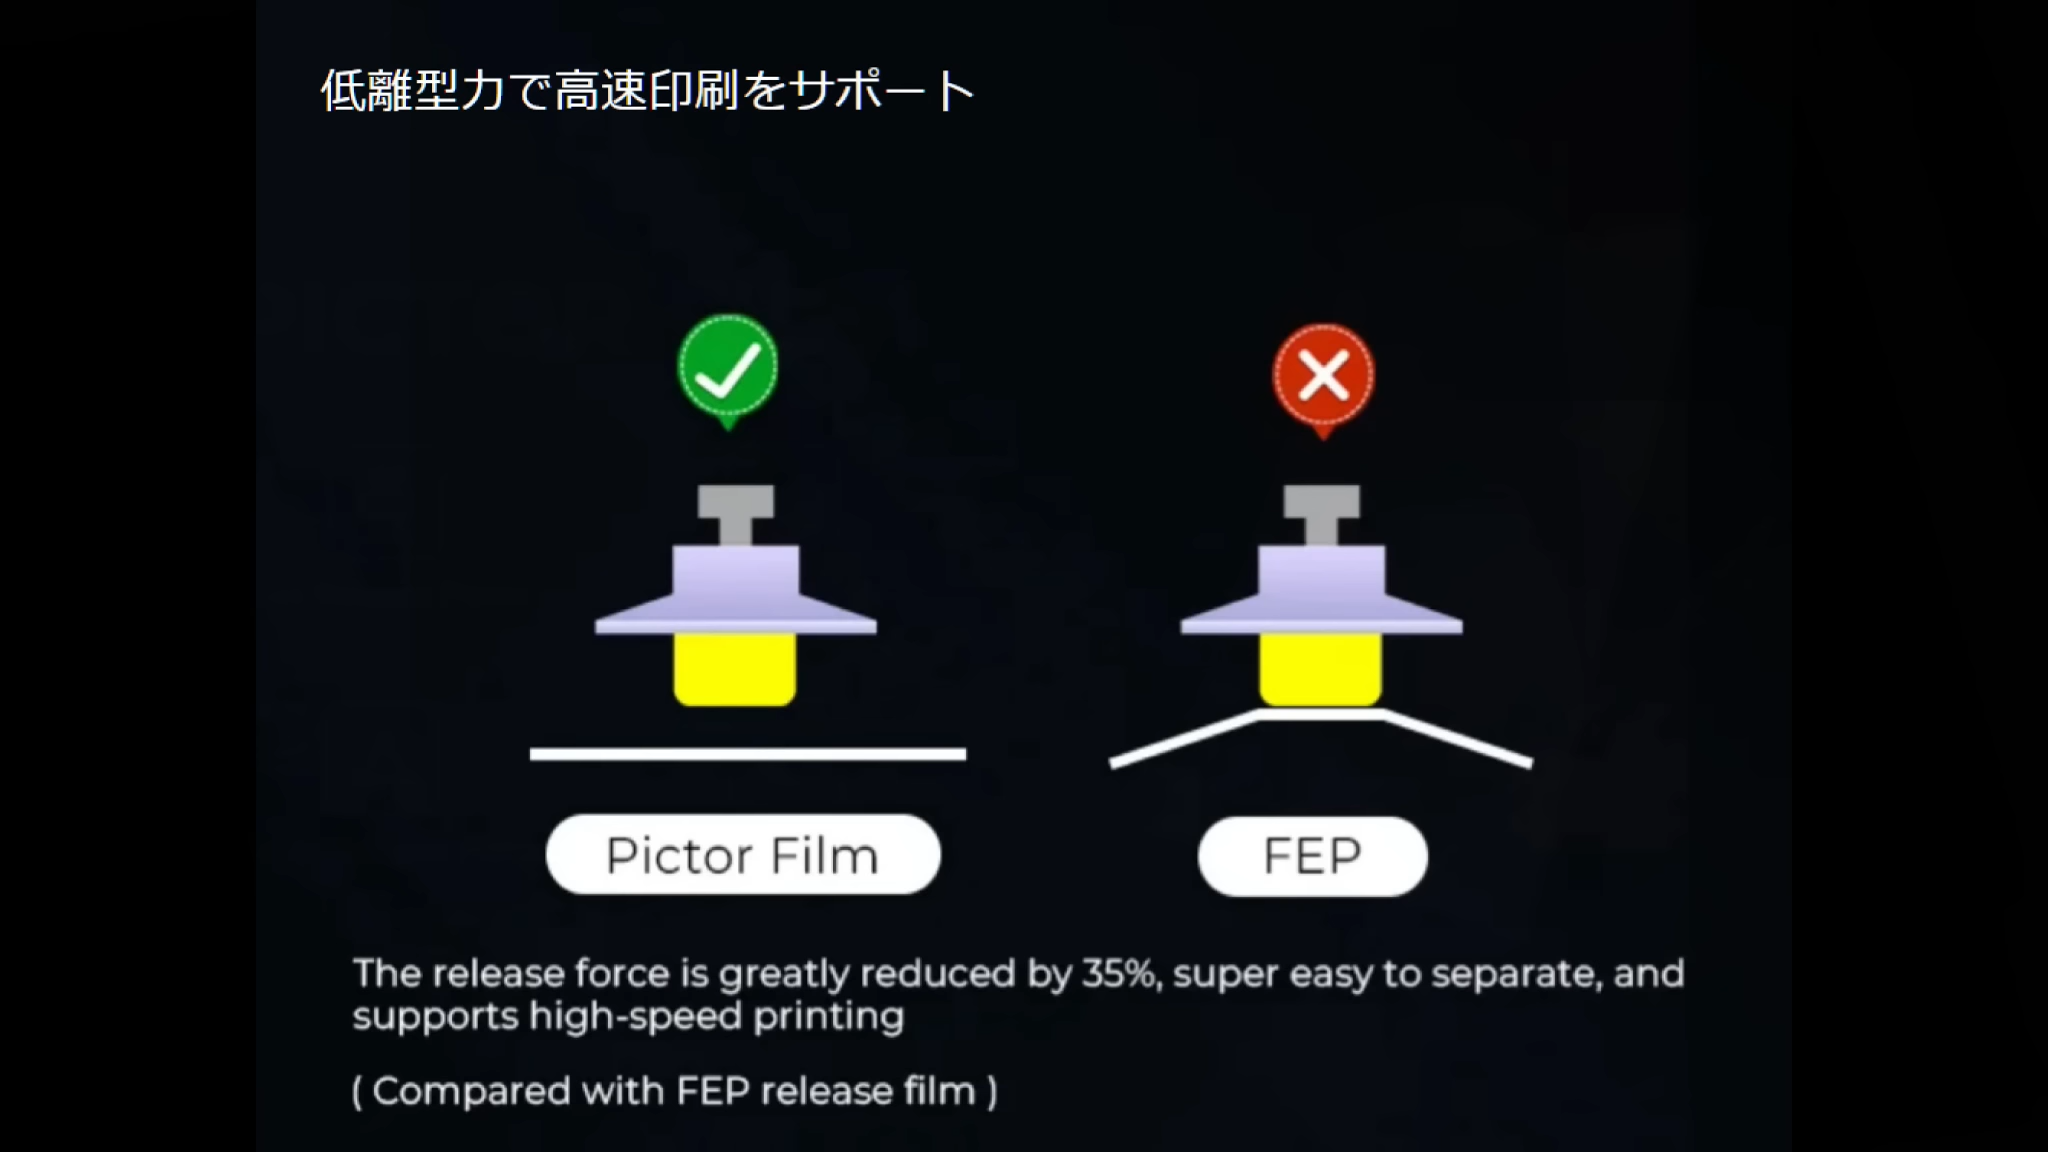 低離型力で高速印刷をサポート
Pictor Film
FEP
The release force is greatly reduced by 35%, super easy to separate, and
supports high-speed printing
( Compared with FEP release film )